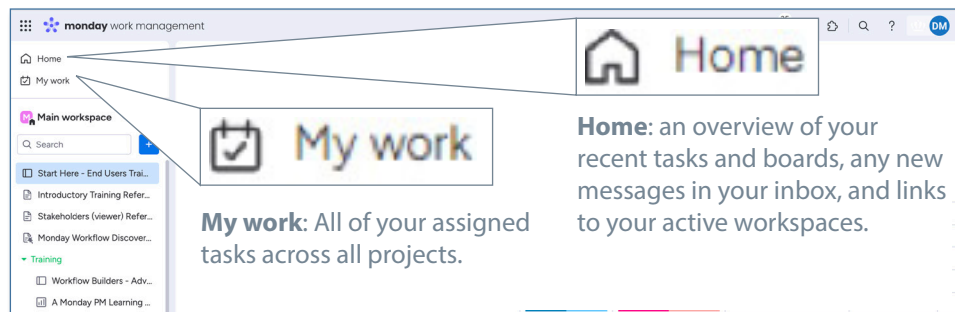 monday work management
?
DM
Home
My work
Main workspace
Search
+
Start Here - End Users Trai...
Introductory Training Refer...
Stakeholders (viewer) Refer...
Monday Workflow Discover...
Training
Workflow Builders - Adv...
A Monday PM Learning ...
My work
My work: All of your assigned
tasks across all projects.
Home
Home: an overview of your
recent tasks and boards, any new
messages in your inbox, and links
to your active workspaces.